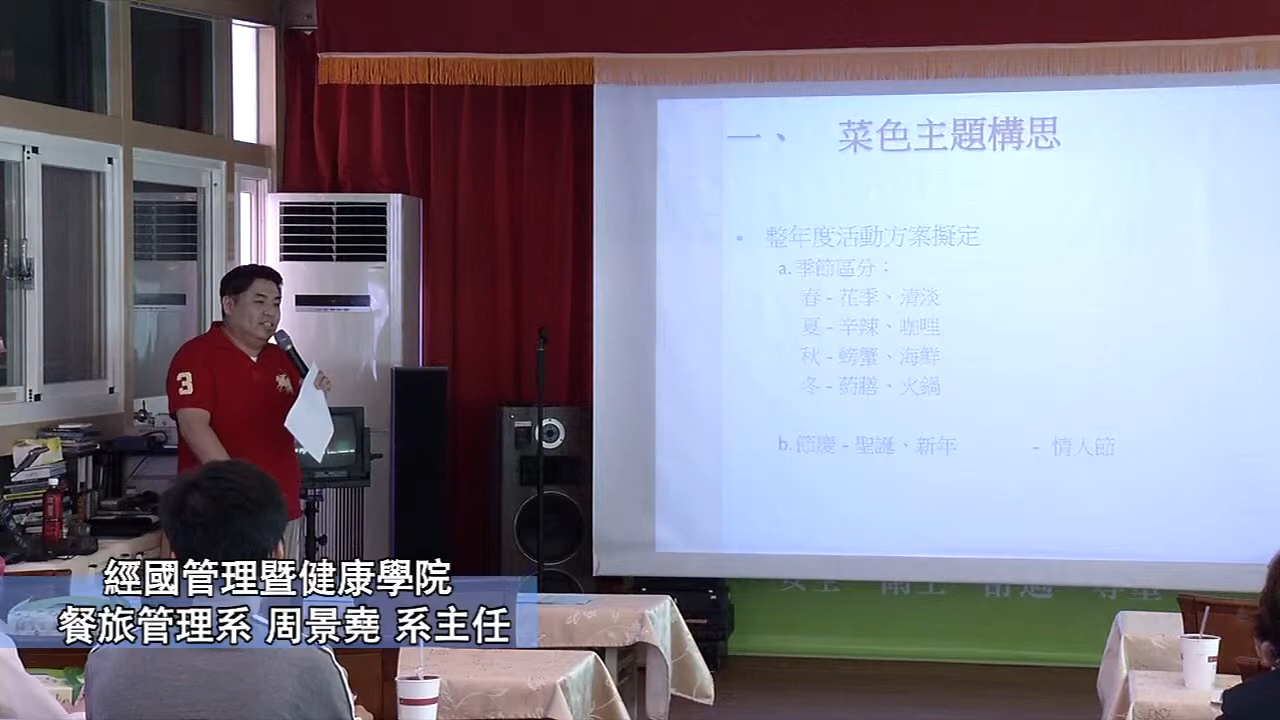 一、 菜色主題構思
• 整年度活動方案擬定
a. 季節區分：
春 - 花季、清淡
夏 - 辛辣、咖哩
秋 - 螃蟹、海鮮
冬 - 葯膳、火鍋
b. 節慶 - 聖誕、新年 - 情人節
3
經國管理暨健康學院
餐旅管理系 周景堯 系主任